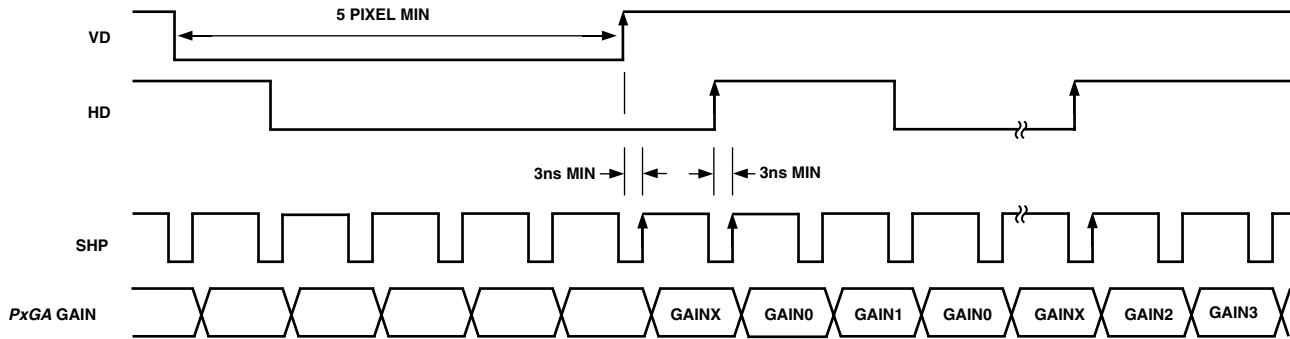 5 PIXEL MIN
VD
HD
3ns MIN
3ns MIN
SHP
PxGA GAIN
GAINX
GAIN0
GAIN1
GAIN0
GAINX
GAIN2
GAIN3